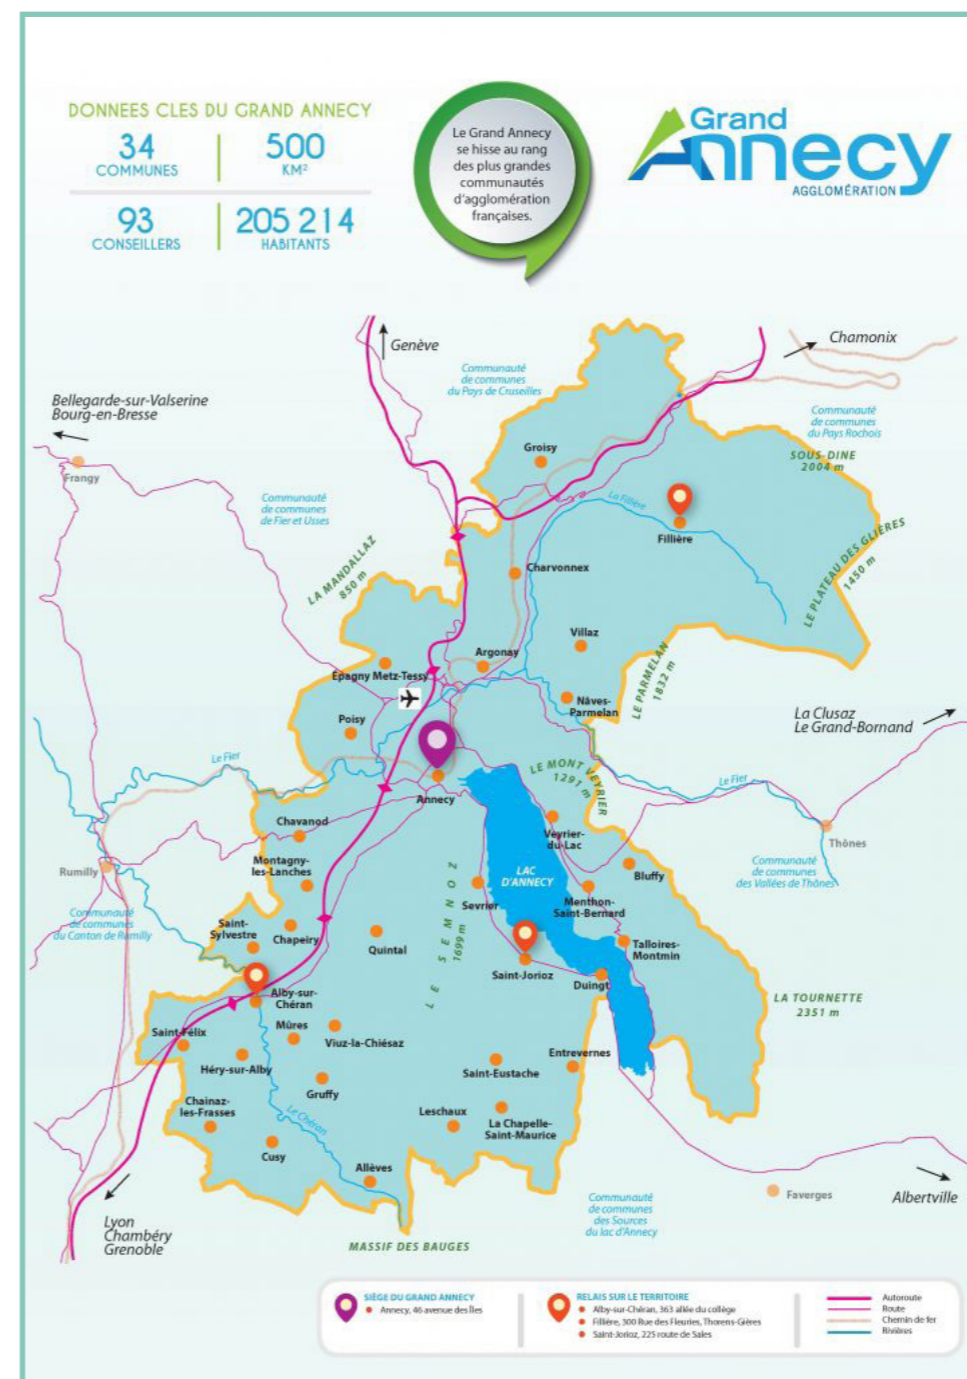 DONNEES CLES DU GRAND ANNECY
34
COMMUNES
500
KM²
93
CONSEILLERS
205 214
HABITANTS
Le Grand Annecy
se hisse au rang
des plus grandes
communautés
d'agglomération
françaises.
Grand
Annecy
AGGLOMÉRATION
Genève
Chamonix
Communauté
de communes
du Pays de Cruseilles
Bellegarde-sur-Valserine
Bourg-en-Bresse
Communauté
de communes
du Pays Rochois
Groisy
SOUS-DINE
2004 m
Frangy
Communauté
de communes
de Fier et Usses
La Fillière
Fillière
LE PLATEAU DES GLIÈRES
1450 m
LA MANDALLAZ
850 m
Charvonnex
Villaz
Argonay
LE PARMELAN
1832 m
Épagny Metz-Tessy
Nâves-
Parmelan
Poisy
La Clusaz
Le Grand-Bornand
Le Fier
LE MONT VEYRIER
1291 m
Le Fier
Annecy
Chavanod
Veyrier-
du-Lac
Thônes
Montagny-
les-Lanches
Rumilly
LAC
D'ANNECY
Bluffy
Communauté
de communes
des Vallées de Thônes
LE SEMNOZ
1699 m
Sevrier
Menthon-
Saint-Bernard
Communauté
de communes
du Canton de Rumilly
Saint-
Sylvestre
Chapeiry
Quintal
Talloires-
Montmin
Saint-Jorioz
Duingt
Alby-sur-
Chéran
LA TOURNETTE
2351 m
Saint-Félix
Mûres
Viuz-la-Chiésaz
Entrevernes
Héry-sur-Alby
Saint-Eustache
Gruffy
Chainaz-
les-Frasses
Le Chéran
Leschaux
La Chapelle-
Saint-Maurice
Cusy
Allèves
Faverges
Albertville
Communauté
de communes
des Sources
du lac d'Annecy
Lyon
Chambéry
Grenoble
MASSIF DES BAUGES
SIÈGE DU GRAND ANNECY
Annecy, 46 avenue des Îles
RELAIS SUR LE TERRITOIRE
Alby-sur-Chéran, 363 allée du collège
Fillière, 300 Rue des Fleuries, Thorens-Gières
Saint-Jorioz, 225 route de Sales
Autoroute
Route
Chemin de fer
Rivières